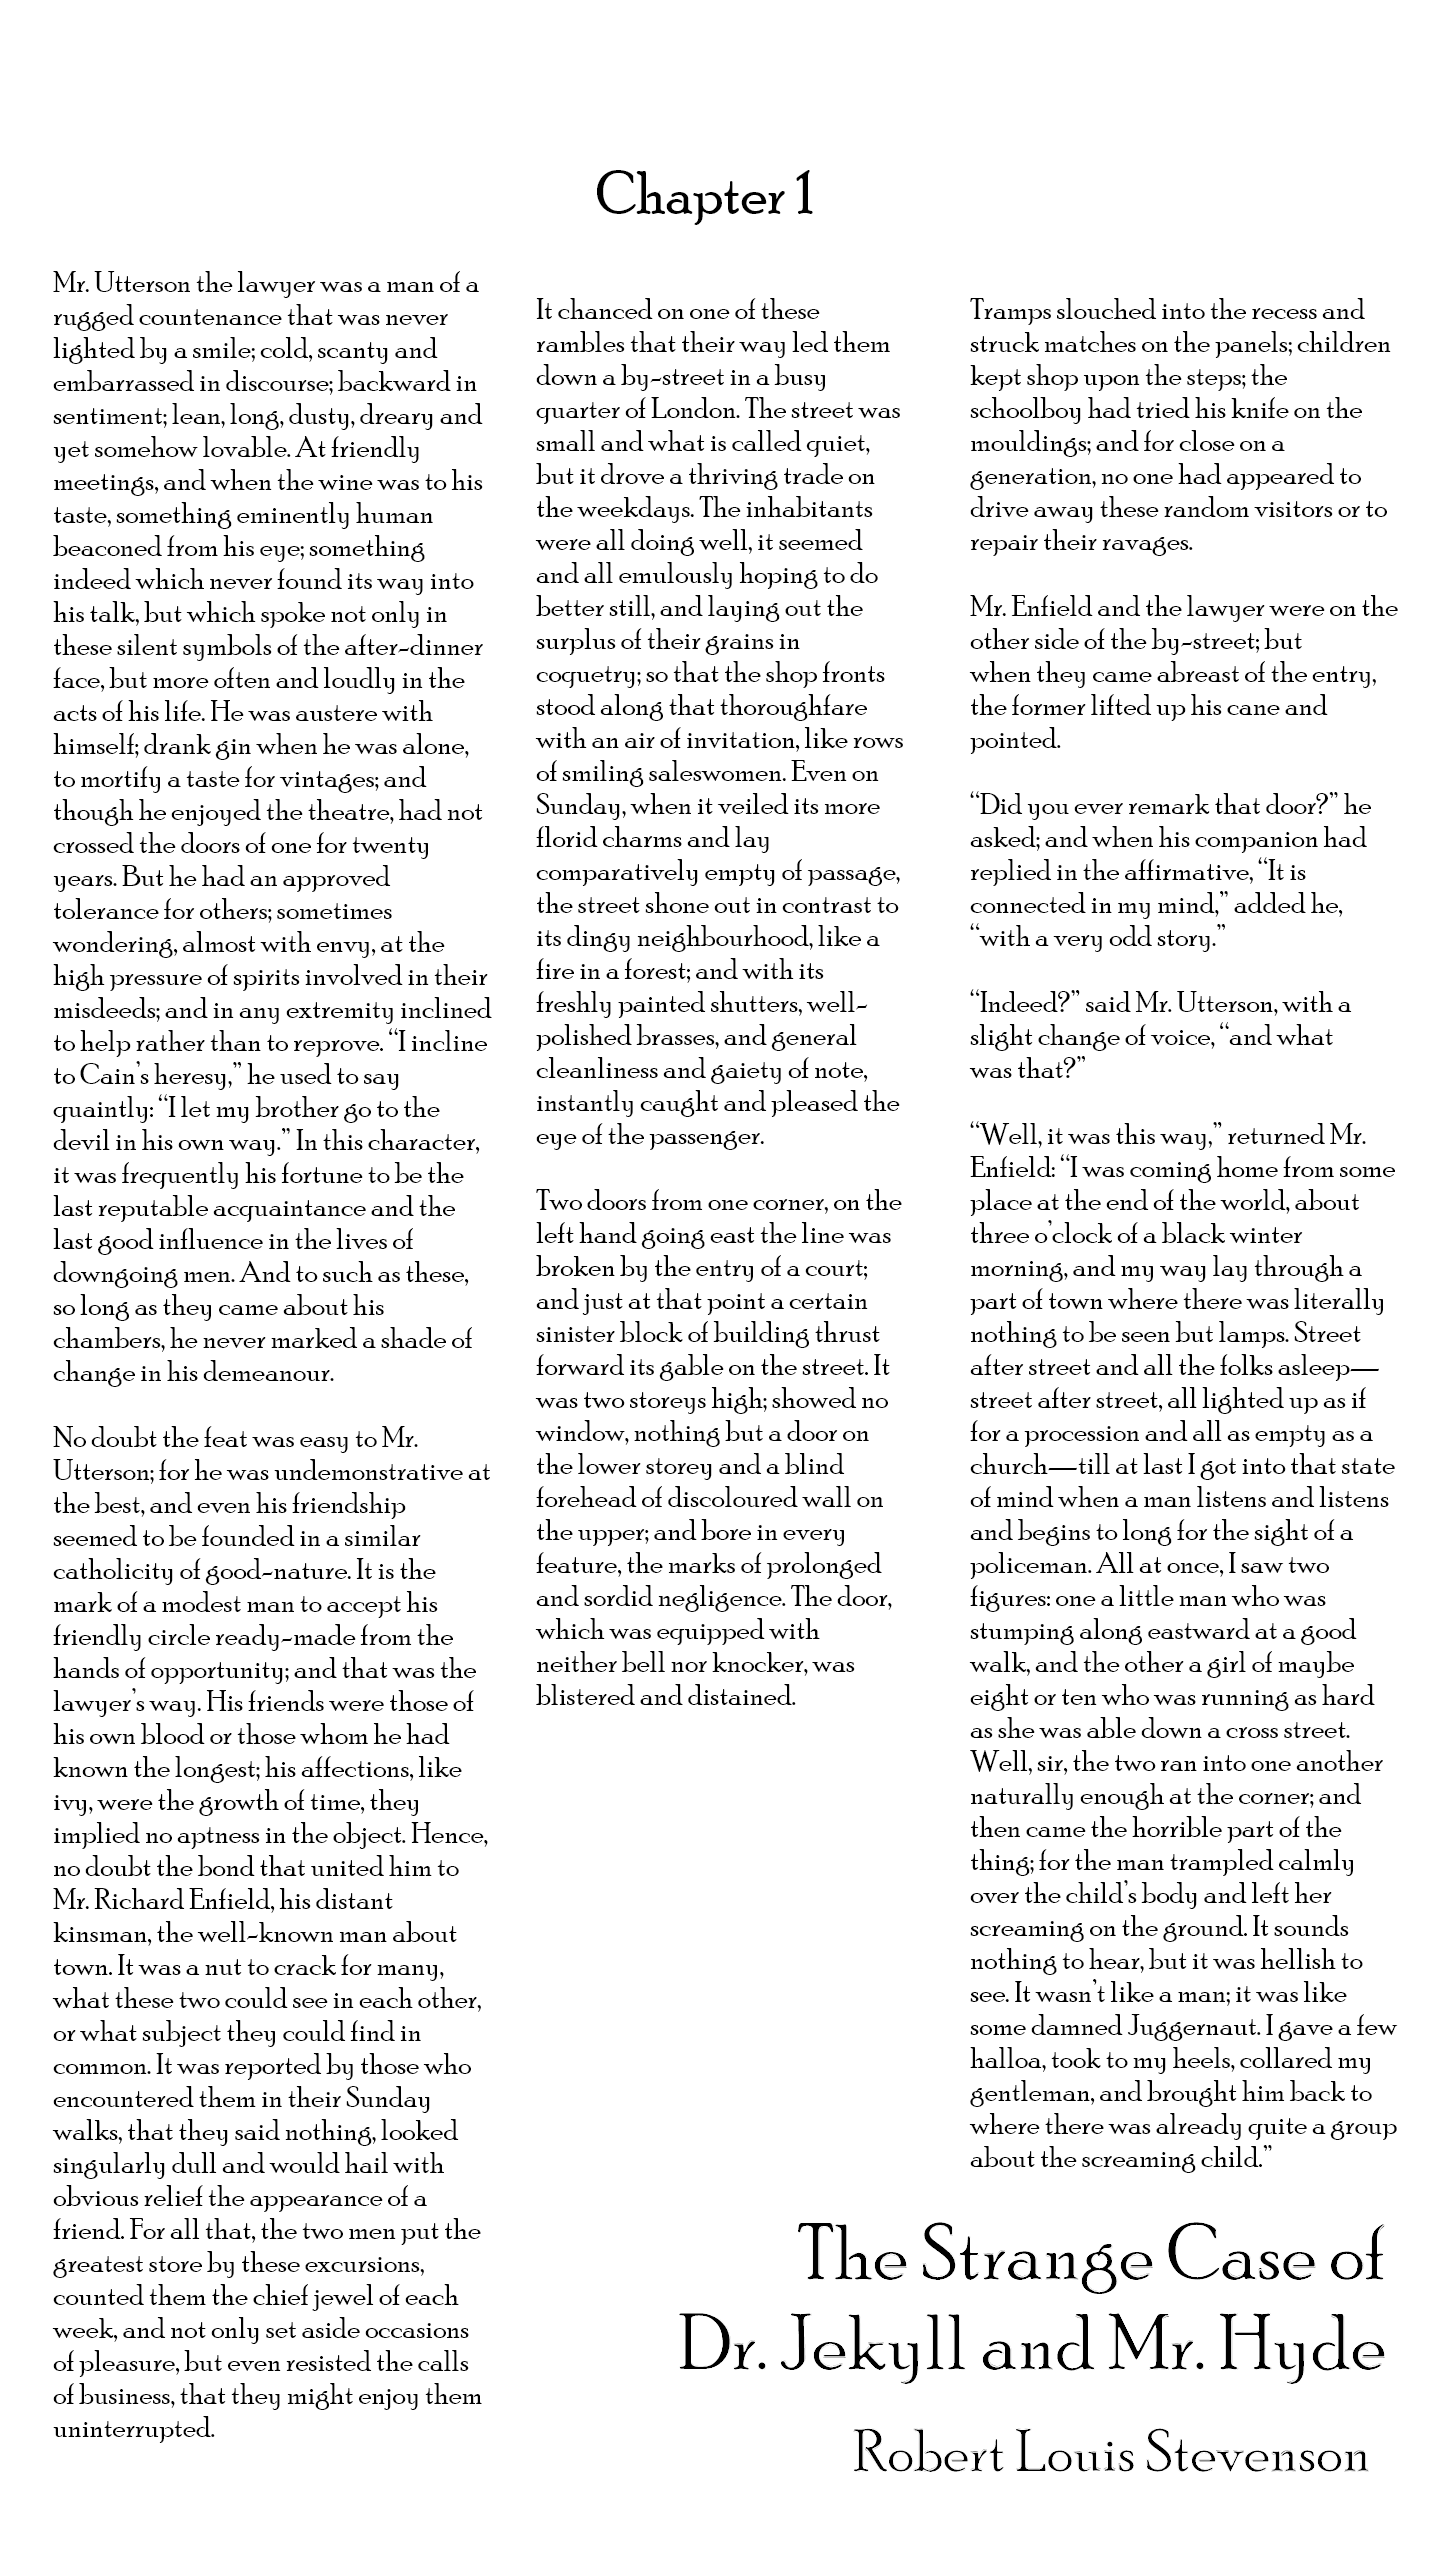 Chapter 1
Mr. Utterson the lawyer was a man of a
rugged countenance that was never
lighted by a smile; cold, scanty and
embarrassed in discourse; backward in
sentiment; lean, long, dusty, dreary and
yet somehow lovable. At friendly
meetings, and when the wine was to his
taste, something eminently human
beaconed from his eye; something
indeed which never found its way into
his talk, but which spoke not only in
these silent symbols of the after-dinner
face, but more often and loudly in the
acts of his life. He was austere with
himself; drank gin when he was alone,
to mortify a taste for vintages; and
though he enjoyed the theatre, had not
crossed the doors of one for twenty
years. But he had an approved
tolerance for others; sometimes
wondering, almost with envy, at the
high pressure of spirits involved in their
misdeeds; and in any extremity inclined
to help rather than to reprove. “I incline
to Cain’s heresy,” he used to say
quaintly: “I let my brother go to the
devil in his own way.” In this character,
it was frequently his fortune to be the
last reputable acquaintance and the
last good influence in the lives of
downgoing men. And to such as these,
so long as they came about his
chambers, he never marked a shade of
change in his demeanour.
No doubt the feat was easy to Mr.
Utterson; for he was undemonstrative at
the best, and even his friendship
seemed to be founded in a similar
catholicity of good-nature. It is the
mark of a modest man to accept his
friendly circle ready-made from the
hands of opportunity; and that was the
lawyer’s way. His friends were those of
his own blood or those whom he had
known the longest; his affections, like
ivy, were the growth of time, they
implied no aptness in the object. Hence,
no doubt the bond that united him to
Mr. Richard Enfield, his distant
kinsman, the well-known man about
town. It was a nut to crack for many,
what these two could see in each other,
or what subject they could find in
common. It was reported by those who
encountered them in their Sunday
walks, that they said nothing, looked
singularly dull and would hail with
obvious relief the appearance of a
friend. For all that, the two men put the
greatest store by these excursions,
counted them the chief jewel of each
week, and not only set aside occasions
of pleasure, but even resisted the calls
of business, that they might enjoy them
uninterrupted.
It chanced on one of these
rambles that their way led them
down a by-street in a busy
quarter of London. The street was
small and what is called quiet,
but it drove a thriving trade on
the weekdays. The inhabitants
were all doing well, it seemed
and all emulously hoping to do
better still, and laying out the
surplus of their grains in
coquetry; so that the shop fronts
stood along that thoroughfare
with an air of invitation, like rows
of smiling saleswomen. Even on
Sunday, when it veiled its more
florid charms and lay
comparatively empty of passage,
the street shone out in contrast to
its dingy neighbourhood, like a
fire in a forest; and with its
freshly painted shutters, well-
polished brasses, and general
cleanliness and gaiety of note,
instantly caught and pleased the
eye of the passenger.
Two doors from one corner, on the
left hand going east the line was
broken by the entry of a court;
and just at that point a certain
sinister block of building thrust
forward its gable on the street. It
was two storeys high; showed no
window, nothing but a door on
the lower storey and a blind
forehead of discoloured wall on
the upper; and bore in every
feature, the marks of prolonged
and sordid negligence. The door,
which was equipped with
neither bell nor knocker, was
blistered and distained.
Tramps slouched into the recess and
struck matches on the panels; children
kept shop upon the steps; the
schoolboy had tried his knife on the
mouldings; and for close on a
generation, no one had appeared to
drive away these random visitors or to
repair their ravages.
Mr. Enfield and the lawyer were on the
other side of the by-street; but
when they came abreast of the entry,
the former lifted up his cane and
pointed.
“Did you ever remark that door?” he
asked; and when his companion had
replied in the affirmative, “It is
connected in my mind,” added he,
“with a very odd story.”
“Indeed?” said Mr. Utterson, with a
slight change of voice, “and what
was that?”
“Well, it was this way,” returned Mr.
Enfield: “I was coming home from some
place at the end of the world, about
three o’clock of a black winter
morning, and my way lay through a
part of town where there was literally
nothing to be seen but lamps. Street
after street and all the folks asleep—
street after street, all lighted up as if
for a procession and all as empty as a
church—till at last I got into that state
of mind when a man listens and listens
and begins to long for the sight of a
policeman. All at once, I saw two
figures: one a little man who was
stumping along eastward at a good
walk, and the other a girl of maybe
eight or ten who was running as hard
as she was able down a cross street.
Well, sir, the two ran into one another
naturally enough at the corner; and
then came the horrible part of the
thing; for the man trampled calmly
over the child’s body and left her
screaming on the ground. It sounds
nothing to hear, but it was hellish to
see. It wasn’t like a man; it was like
some damned Juggernaut. I gave a few
halloa, took to my heels, collared my
gentleman, and brought him back to
where there was already quite a group
about the screaming child.”
The Strange Case of
Dr. Jekyll and Mr. Hyde
Robert Louis Stevenson